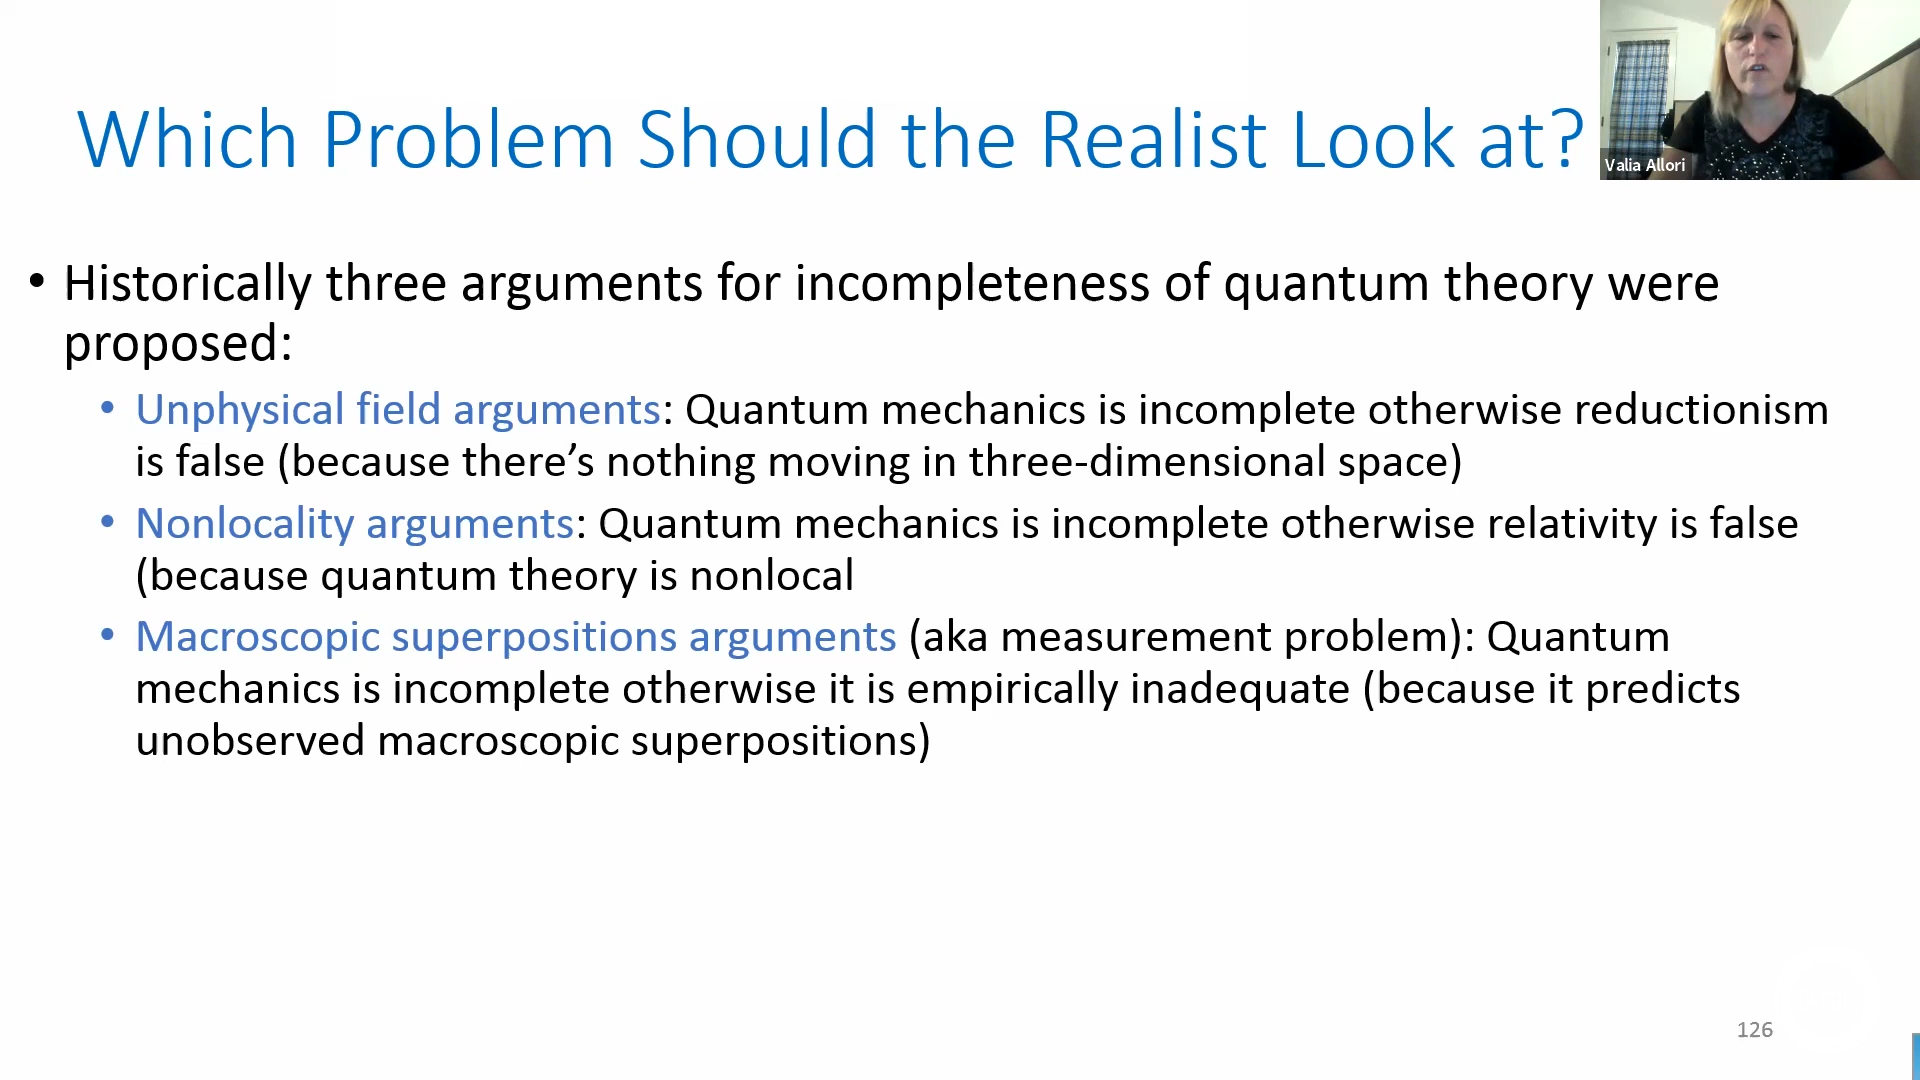 Which Problem Should the Realist Look at?
Valia Allori
• Historically three arguments for incompleteness of quantum theory were
proposed:
• Unphysical field arguments: Quantum mechanics is incomplete otherwise reductionism
is false (because there’s nothing moving in three-dimensional space)
• Nonlocality arguments: Quantum mechanics is incomplete otherwise relativity is false
(because quantum theory is nonlocal
• Macroscopic superpositions arguments (aka measurement problem): Quantum
mechanics is incomplete otherwise it is empirically inadequate (because it predicts
unobserved macroscopic superpositions)
126